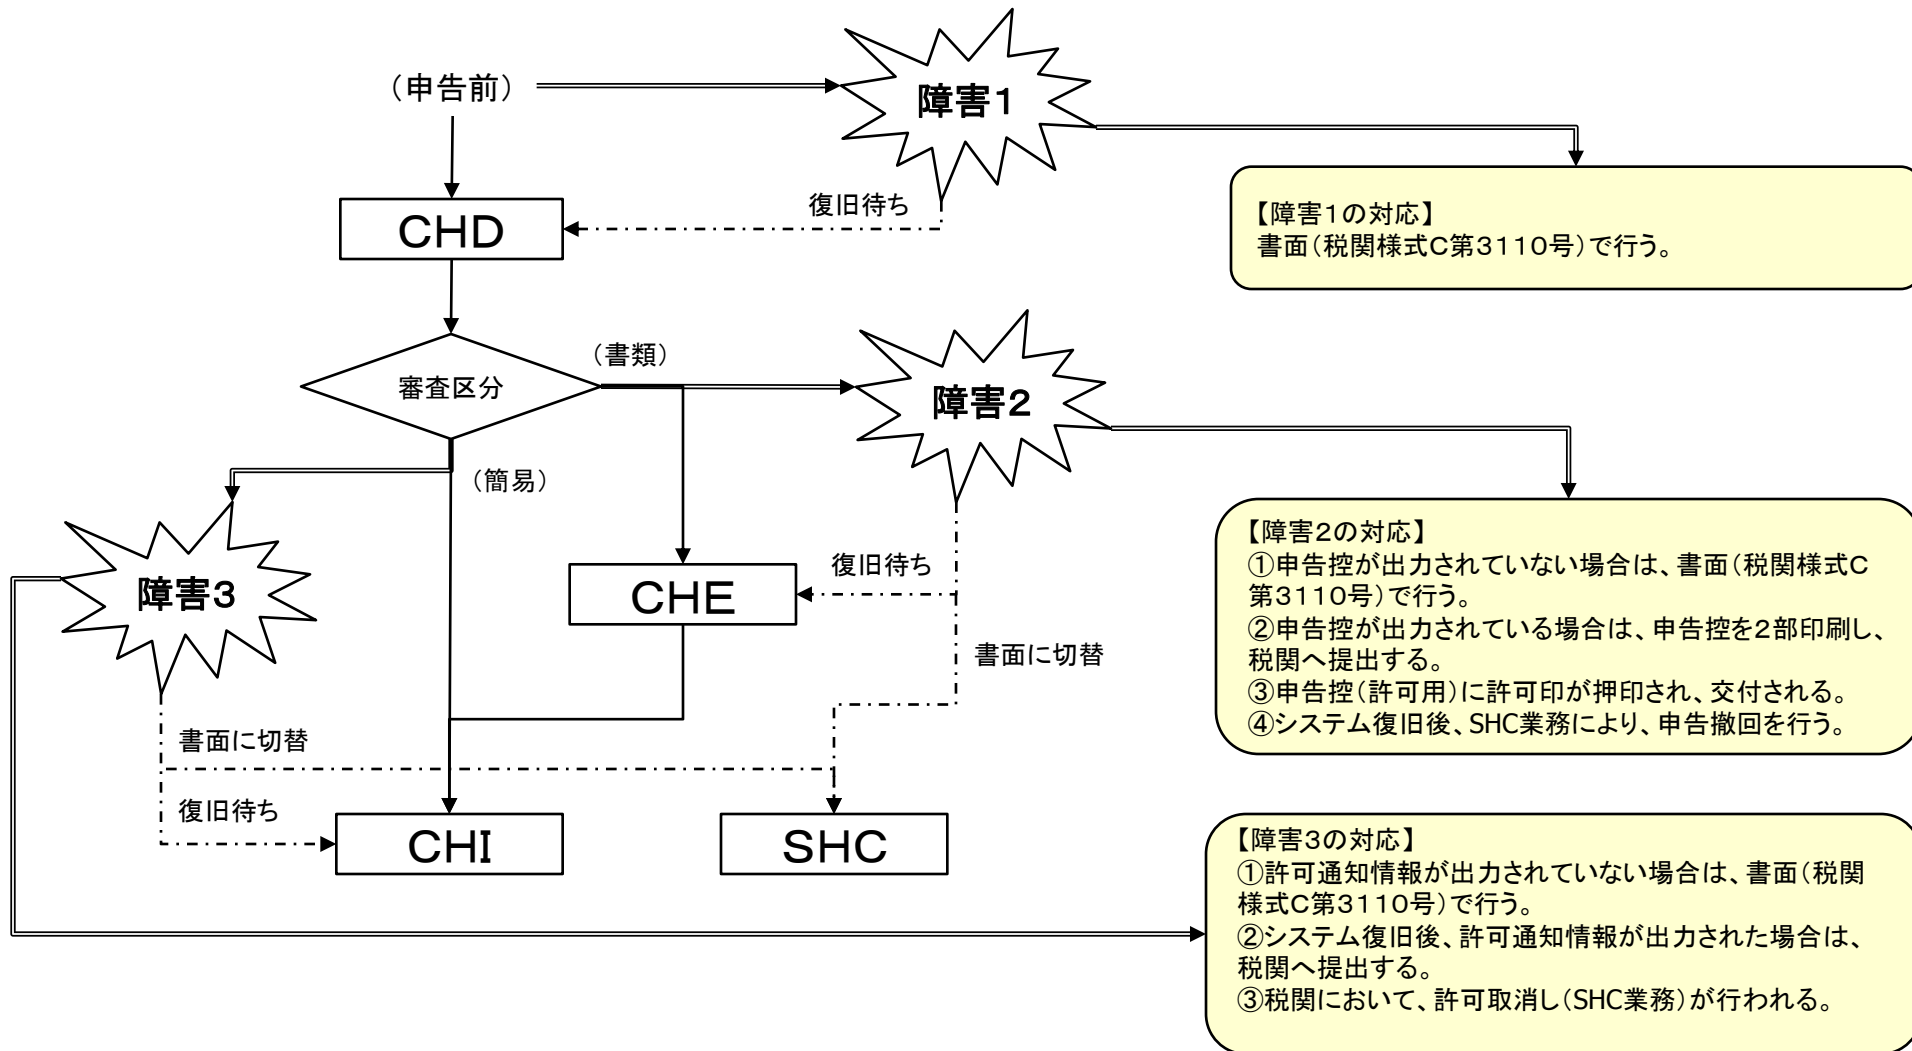 （申告前）
障害１
復旧待ち
CHD
【障害１の対応】
書面（税関様式Ｃ第３１１０号）で行う。
（書類）
審査区分
障害２
（簡易）
障害３
復旧待ち
CHE
書面に切替
【障害２の対応】
①申告控が出力されていない場合は、書面（税関様式Ｃ
第３１１０号）で行う。
②申告控が出力されている場合は、申告控を２部印刷し、
税関へ提出する。
③申告控（許可用）に許可印が押印され、交付される。
④システム復旧後、SHC業務により、申告撤回を行う。
書面に切替
復旧待ち
CHI
SHC
【障害３の対応】
①許可通知情報が出力されていない場合は、書面（税関
様式Ｃ第３１１０号）で行う。
②システム復旧後、許可通知情報が出力された場合は、
税関へ提出する。
③税関において、許可取消し（SHC業務）が行われる。